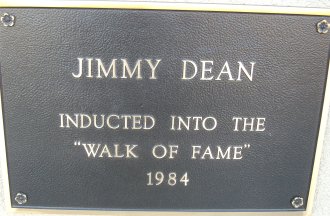 JIMMY DEAN
INDUCTED INTO THE
"WALK OF FAME"
1984